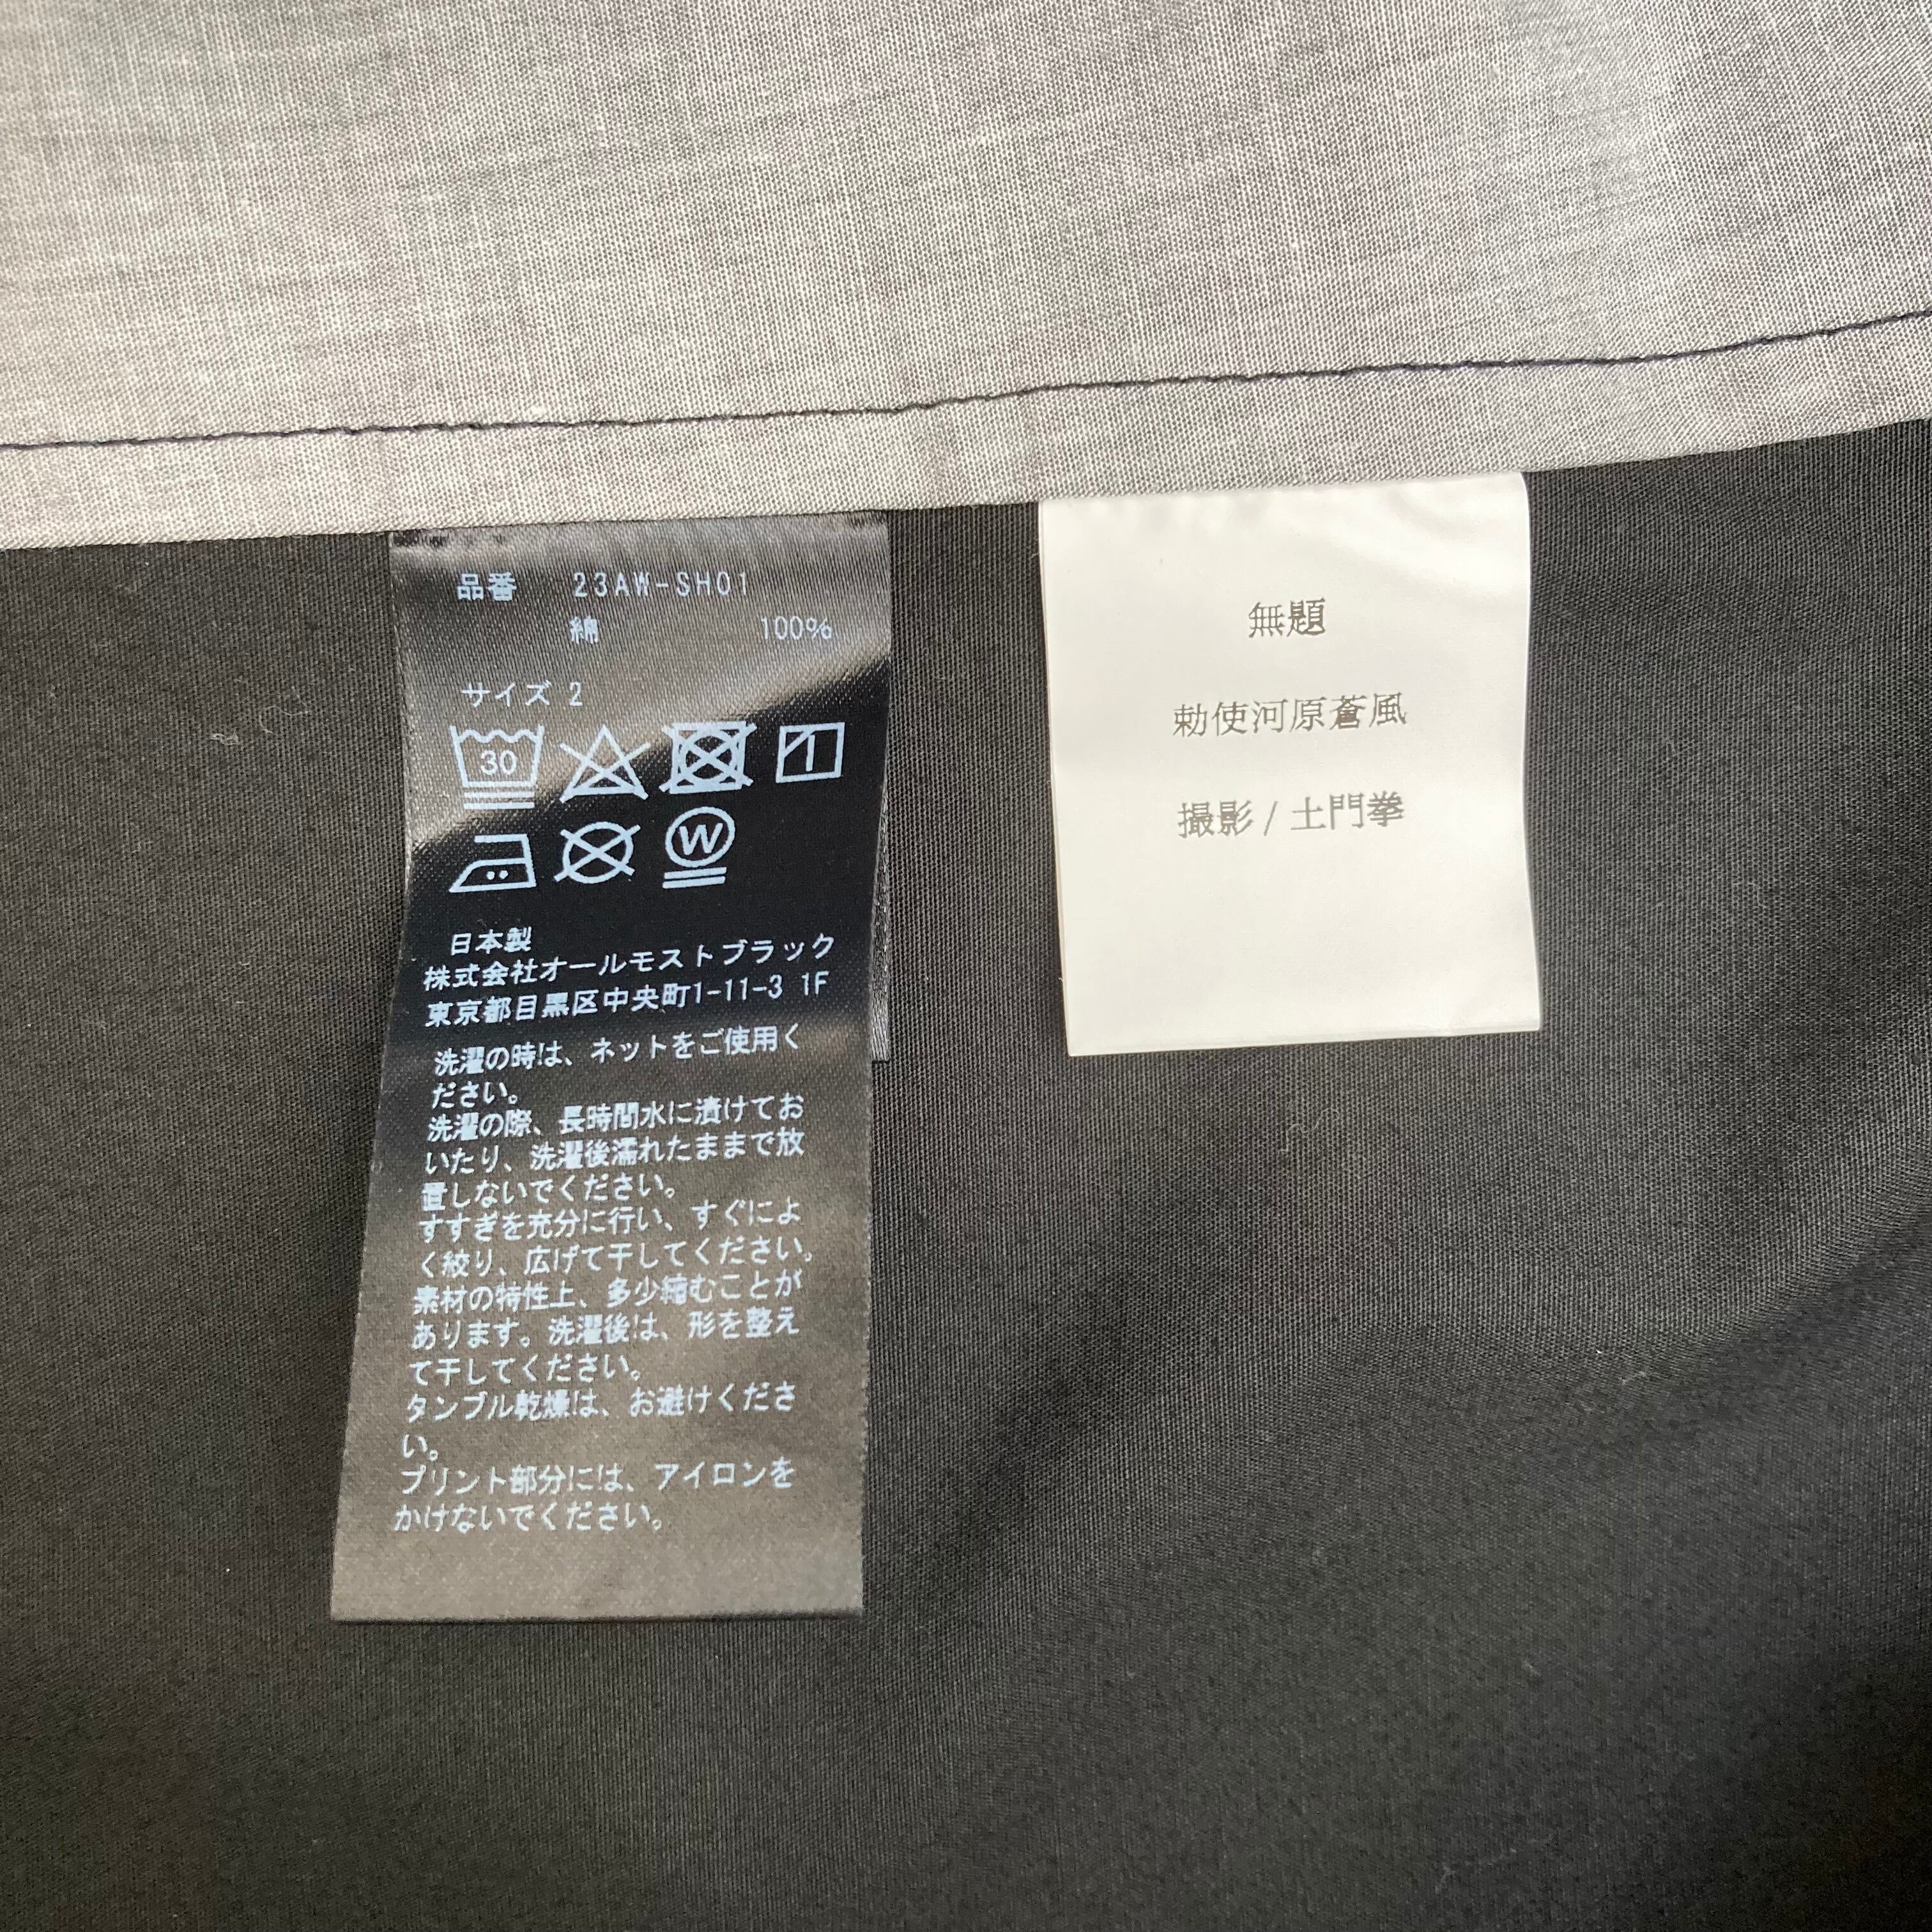 品番 23AW-SH01
綿 100%
サイズ 2
30
1
W
日本製
株式会社オールモストブラック
東京都目黒区中央町1-11-3 1F
洗濯の時は、ネットをご使用く
ださい。
洗濯の際、長時間水に漬けてお
いたり、洗濯後濡れたままで放
置しないでください。
すすぎを充分に行い、すぐによ
く絞り、広げて干してください。
素材の特性上、多少縮むことが
あります。洗濯後は、形を整え
て干してください。
タンブル乾燥は、お避けくださ
い。
プリント部分には、アイロンを
かけないでください。
無題
勅使河原蒼風
撮影 / 土門拳